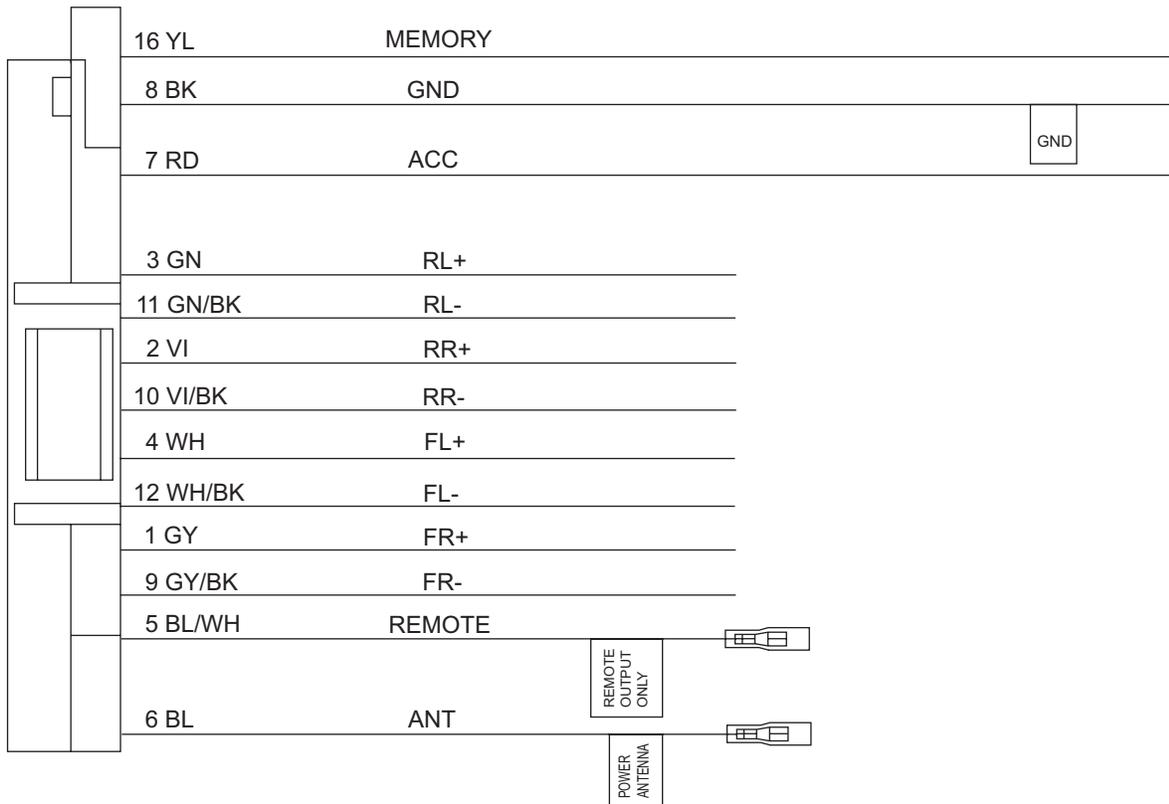 16 YL MEMORY
8 BK GND
GND
7 RD ACC
3 GN RL+
11 GN/BK RL-
2 VI RR+
10 VI/BK RR-
4 WH FL+
12 WH/BK FL-
1 GY FR+
9 GY/BK FR-
5 BL/WH REMOTE
REMOTE
OUTPUT
ONLY
6 BL ANT
POWER
ANTENNA